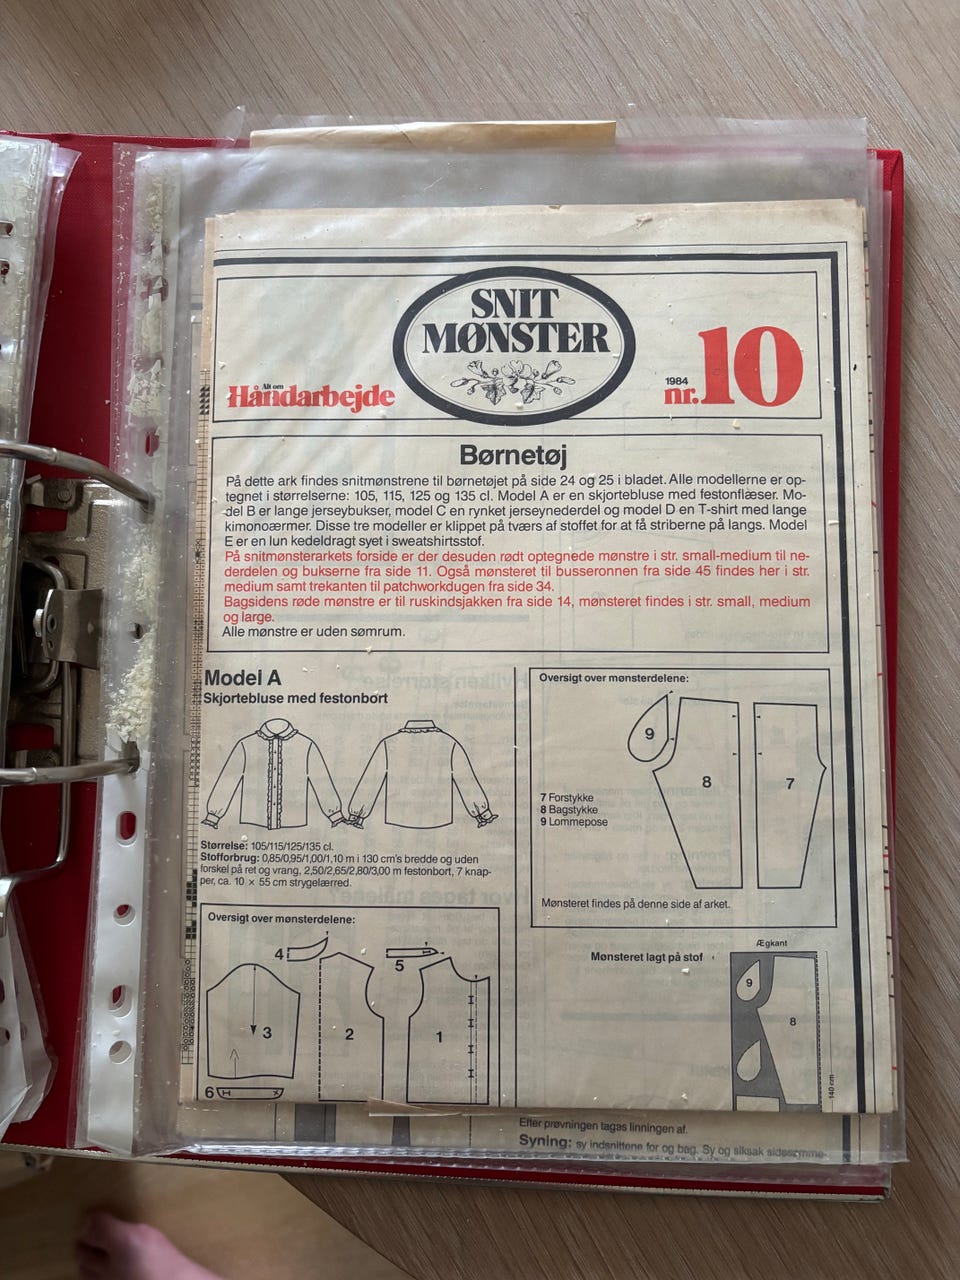 SNIT
MØNSTER
Alt om
Håndarbejde
1984
nr. 10
Børnetøj
På dette ark findes snitmønstrene til børnetøjet på side 24 og 25 i bladet. Alle modellerne er op-
tegnet i størrelserne: 105, 115, 125 og 135 cl. Model A er en skjortebluse med festonflæser. Mo-
del B er lange jerseybukser, model C en rynket jerseynederdel og model D en T-shirt med lange
kimonoærmer. Disse tre modeller er klippet på tværs af stoffet for at få striberne på langs. Model
E er en lun kedeldragt syet i sweatshirtsstof.
På snitmønsterarkets forside er der desuden rødt optegnede mønstre i str. small-medium til ne-
derdelen og bukserne fra side 11. Også mønsteret til busseronnen fra side 45 findes her i str.
medium samt trekanten til patchworkdugen fra side 34.
Bagsidens røde mønstre er til ruskindsjakken fra side 14, mønsteret findes i str. small, medium
og large.
Alle mønstre er uden sømrum.
Model A
Skjortebluse med festonbort
Størrelse: 105/115/125/135 cl.
Stofforbrug: 0,85/0,95/1,00/1,10 m i 130 cm's bredde og uden
forskel på ret og vrang, 2,50/2,65/2,80/3,00 m festonbort, 7 knap-
per, ca. 10 × 55 cm strygelærred.
Oversigt over mønsterdelene:
4
5
3
2
1
6
Oversigt over mønsterdelene:
9
8
7
7 Forstykke
8 Bagstykke
9 Lommepose
Mønsteret findes på denne side af arket.
Ægkant
Mønsteret lagt på stof
9
8
140 cm
Efter prøvningen tagas linningen af.
Syning: sy indsnittene for og bag. Sy og siksak sidesømme-